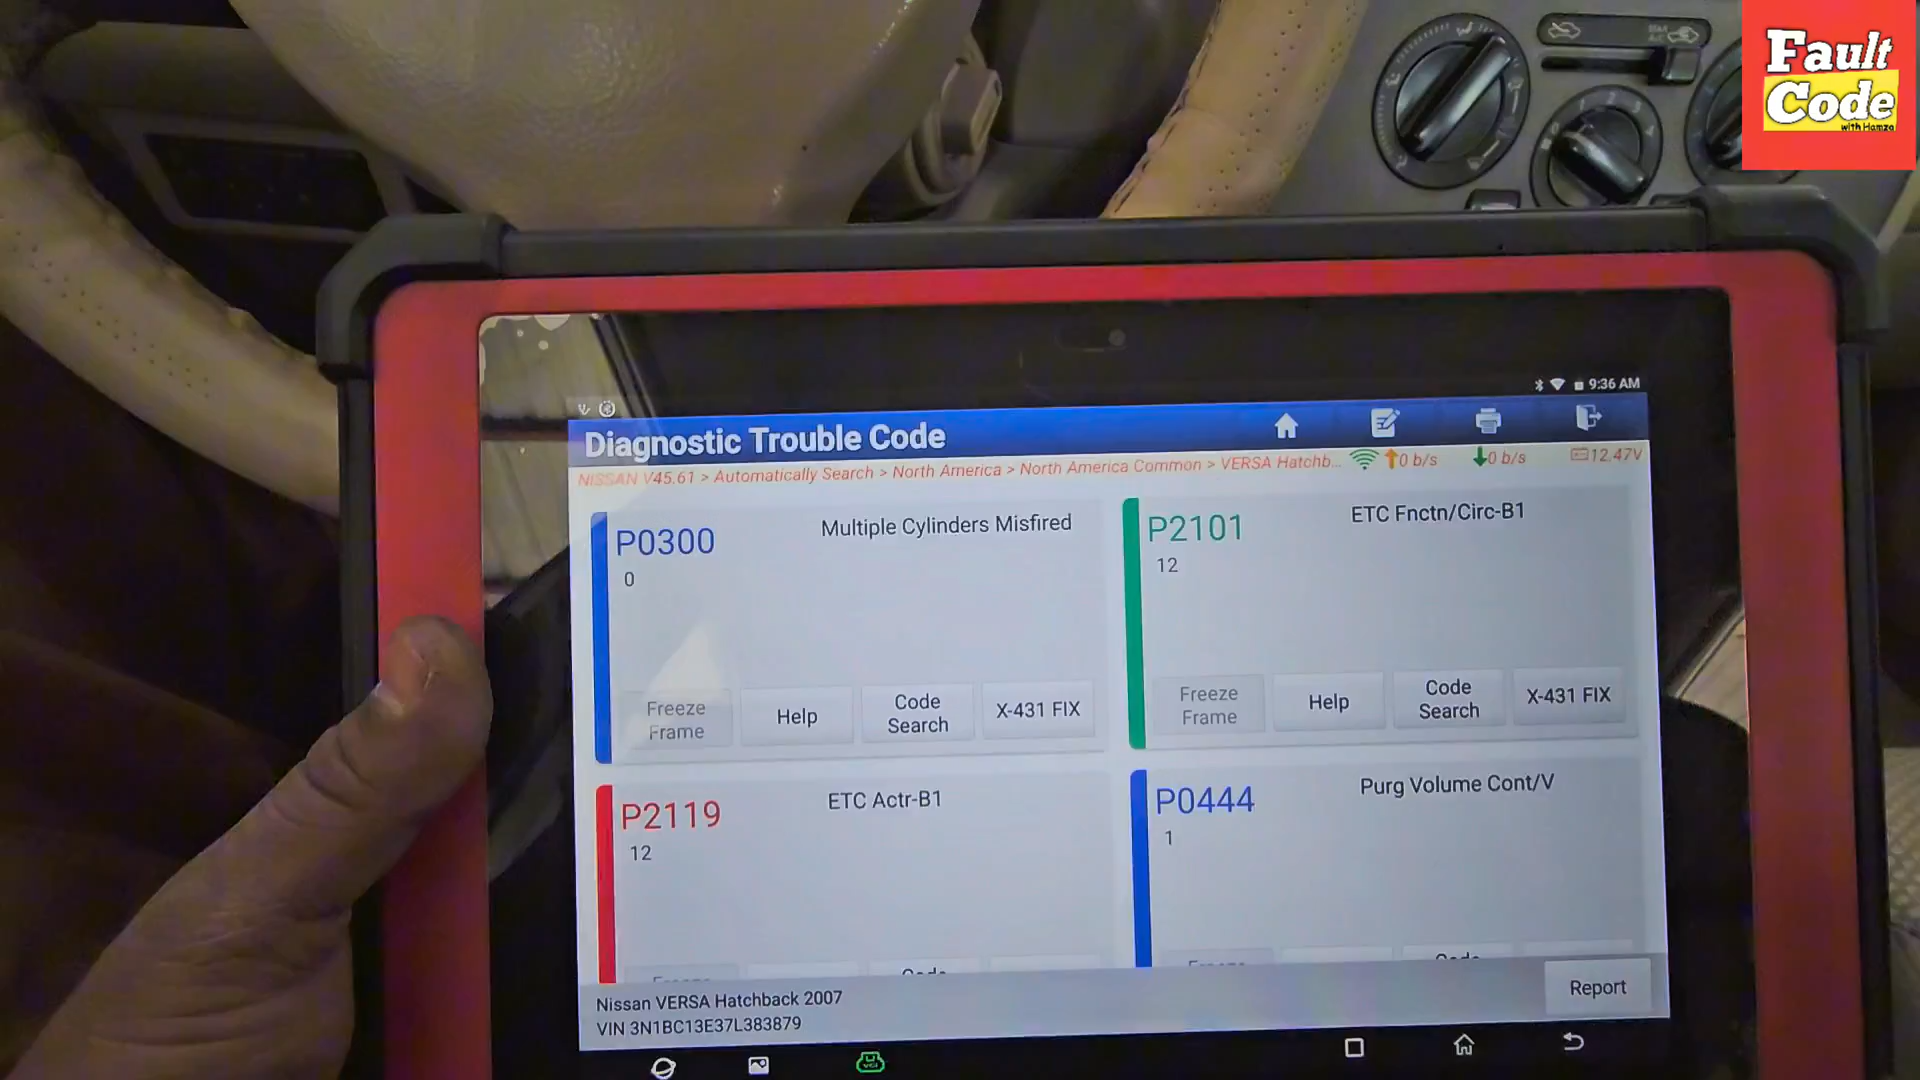 Fault
Code
with Hamza
9:36 AM
Diagnostic Trouble Code
NISSAN V45.61 > Automatically Search > North America > North America Common > VERSA Hatchb...
0 b/s
0 b/s
12.47V
P0300
Multiple Cylinders Misfired
0
Freeze
Frame
Help
Code
Search
X-431 FIX
P2101
ETC Fnctn/Circ-B1
12
Freeze
Frame
Help
Code
Search
X-431 FIX
P2119
ETC Actr-B1
12
P0444
Purg Volume Cont/V
1
Nissan VERSA Hatchback 2007
VIN 3N1BC13E37L383879
Report